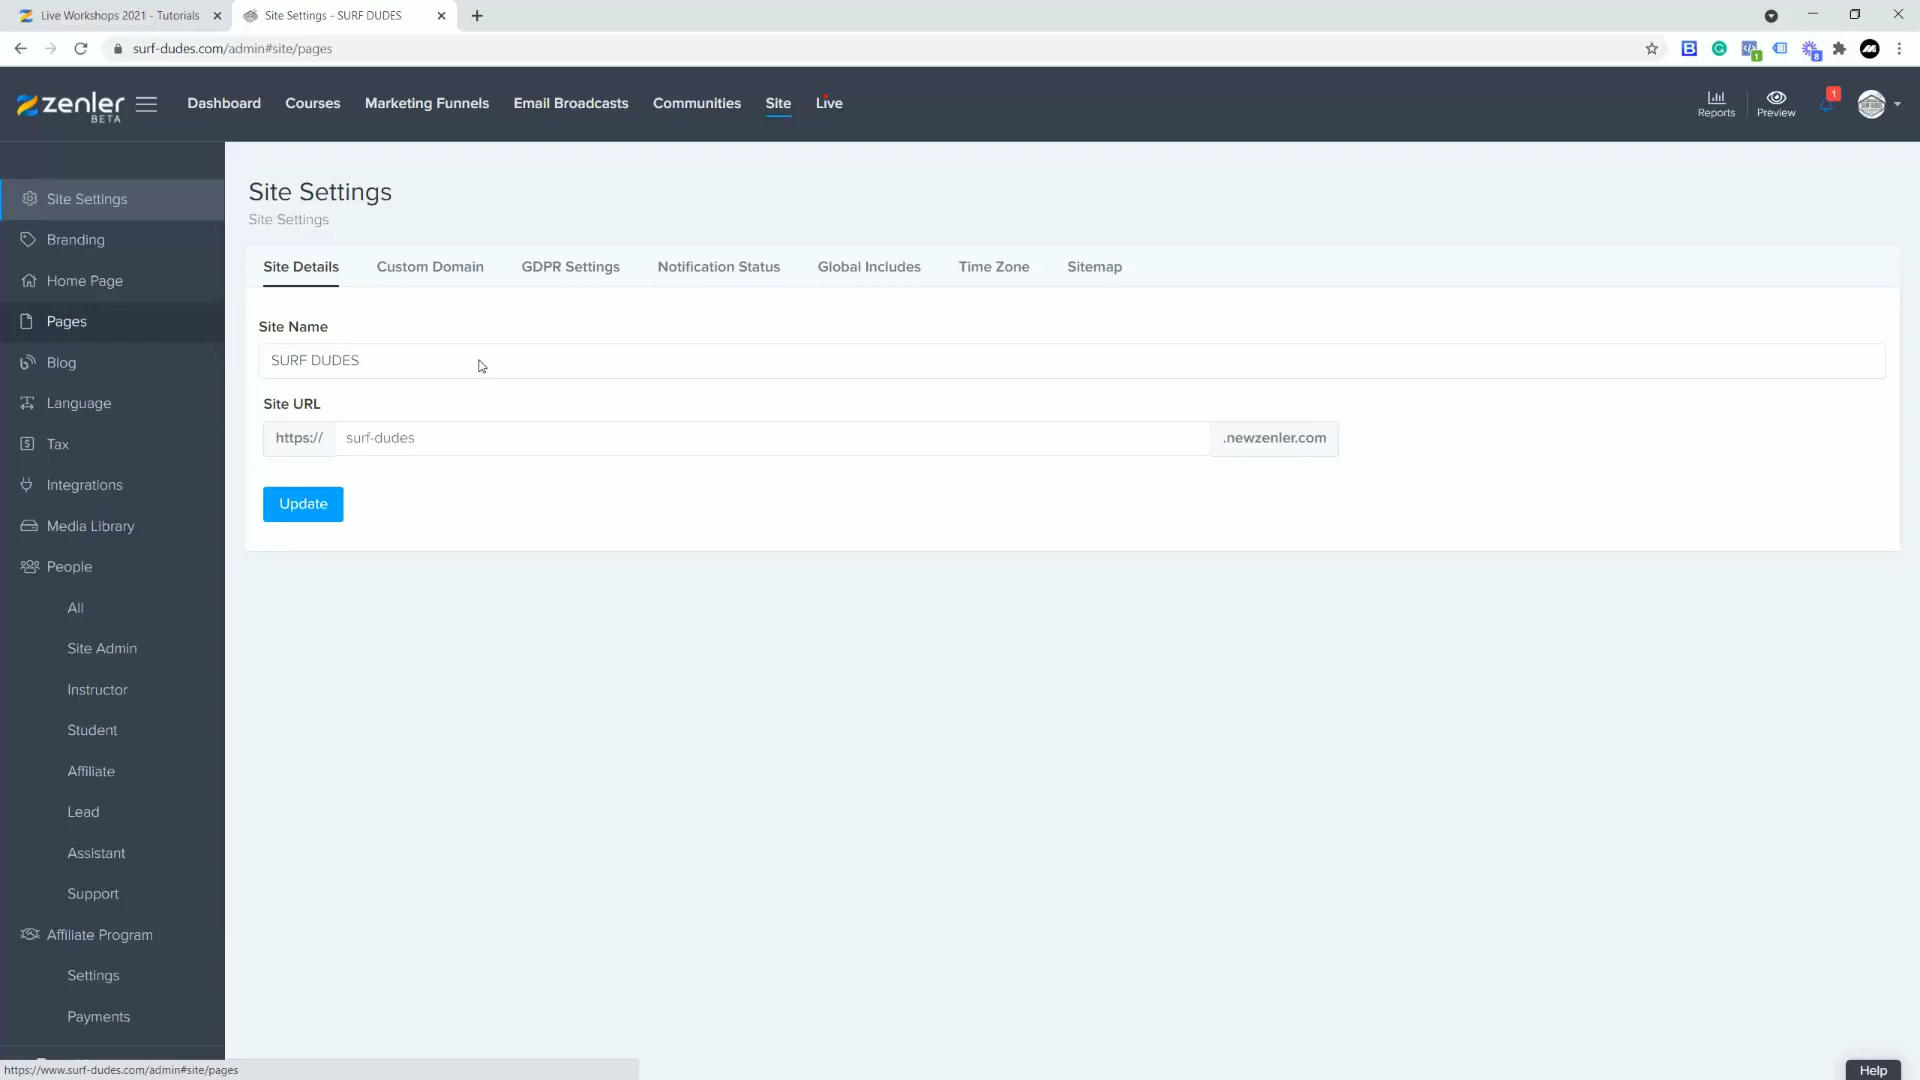 Live Workshops 2021 - Tutorials
Site Settings - SURF DUDES
surf-dudes.com/admin#site/pages
1
8
zenler
BETA
Dashboard
Courses
Marketing Funnels
Email Broadcasts
Communities
Site
Live
Reports
Preview
1
Site Settings
Branding
Home Page
Pages
Blog
Language
Tax
Integrations
Media Library
People
All
Site Admin
Instructor
Student
Affiliate
Lead
Assistant
Support
Affiliate Program
Settings
Payments
Site Settings
Site Settings
Site Details
Custom Domain
GDPR Settings
Notification Status
Global Includes
Time Zone
Sitemap
Site Name
SURF DUDES
Site URL
https://
surf-dudes
.newzenler.com
Update
https://www.surf-dudes.com/admin#site/pages
Help